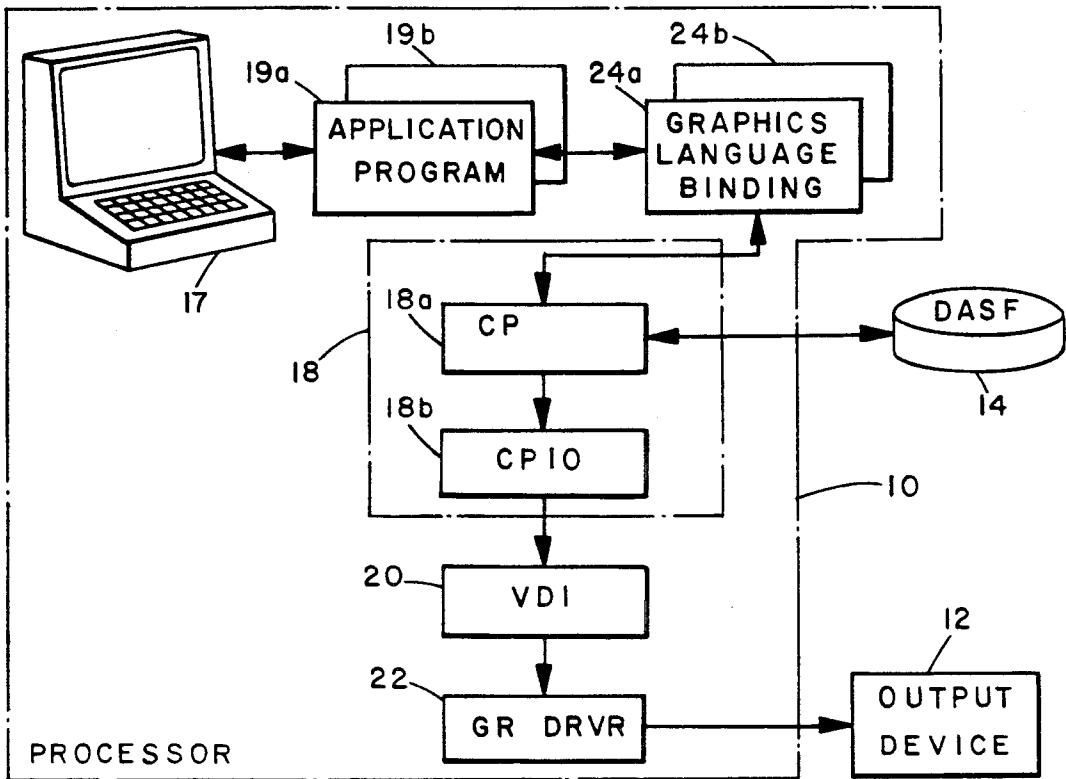 19b
24b
19a
24a
APPLICATION
PROGRAM
GRAPHICS
LANGUAGE
BINDING
17
18a
CP
DASF
18
14
18b
CPIO
10
20
VDI
12
22
GR DRVR
OUTPUT
DEVICE
PROCESSOR